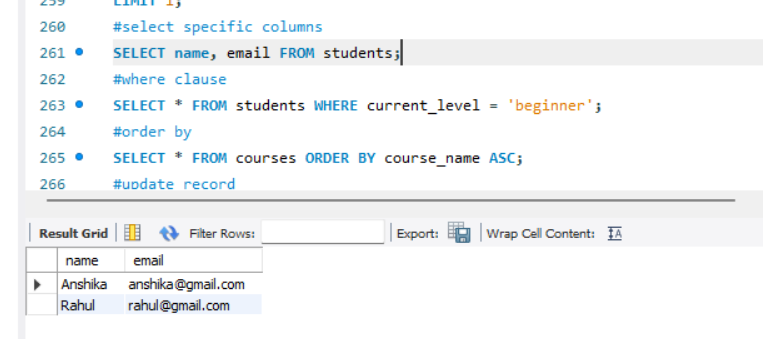 259 LIMIT 1;
260 #select specific columns
261 SELECT name, email FROM students;
262 #where clause
263 SELECT * FROM students WHERE current_level = 'beginner';
264 #order by
265 SELECT * FROM courses ORDER BY course_name ASC;
266 #update record
Result Grid Filter Rows: Export: Wrap Cell Content: IA
name email
Anshika anshika@gmail.com
Rahul rahul@gmail.com